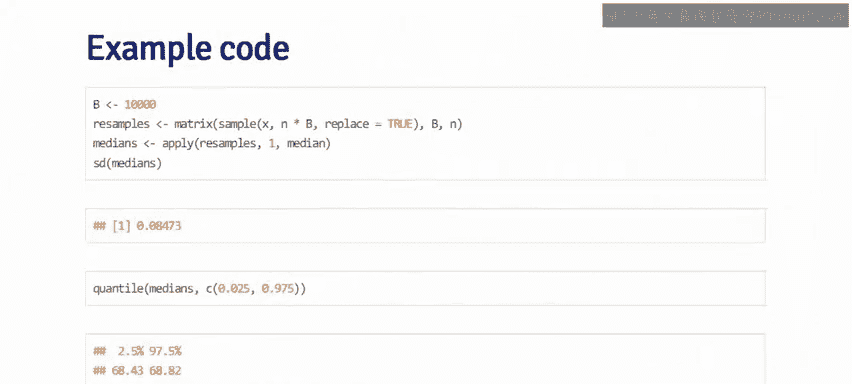 Example code
B <- 10000
resamples <- matrix(sample(x, n * B, replace = TRUE), B, n)
medians <- apply(resamples, 1, median)
sd(medians)
## [1] 0.08473
quantile(medians, c(0.025, 0.975))
## 2.5% 97.5%
## 68.43 68.82